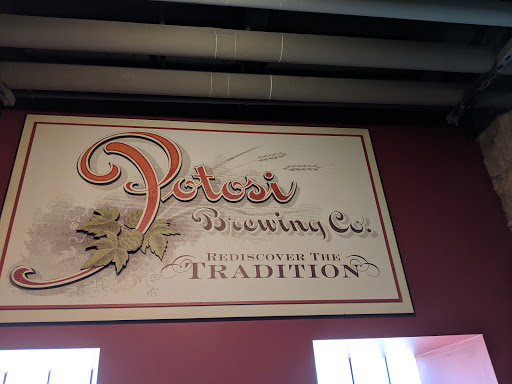 Potosi
Brewing Co.
REDISCOVER THE
TRADITION